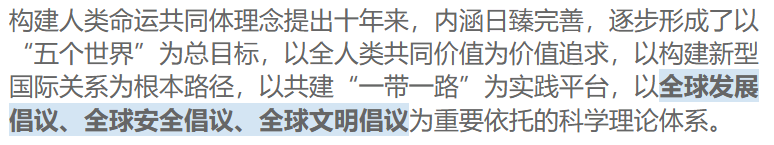 构建人类命运共同体理念提出十年来，内涵日臻完善，逐步形成了以
“五个世界”为总目标，以全人类共同价值为价值追求，以构建新型
国际关系为根本路径，以共建“一带一路”为实践平台，以全球发展
倡议、全球安全倡议、全球文明倡议为重要依托的科学理论体系。